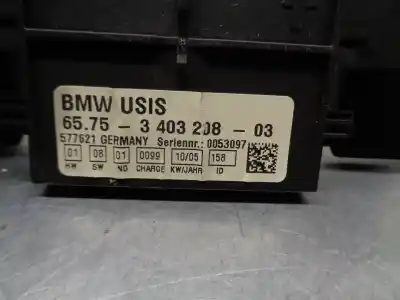 BMW USIS
65.75 - 3 403 208 - 03
577621 GERMANY Seriennr.: 0053097
01 08 01 0099 10/05 158
HW SW ND CHARGE KW/JAHR ID